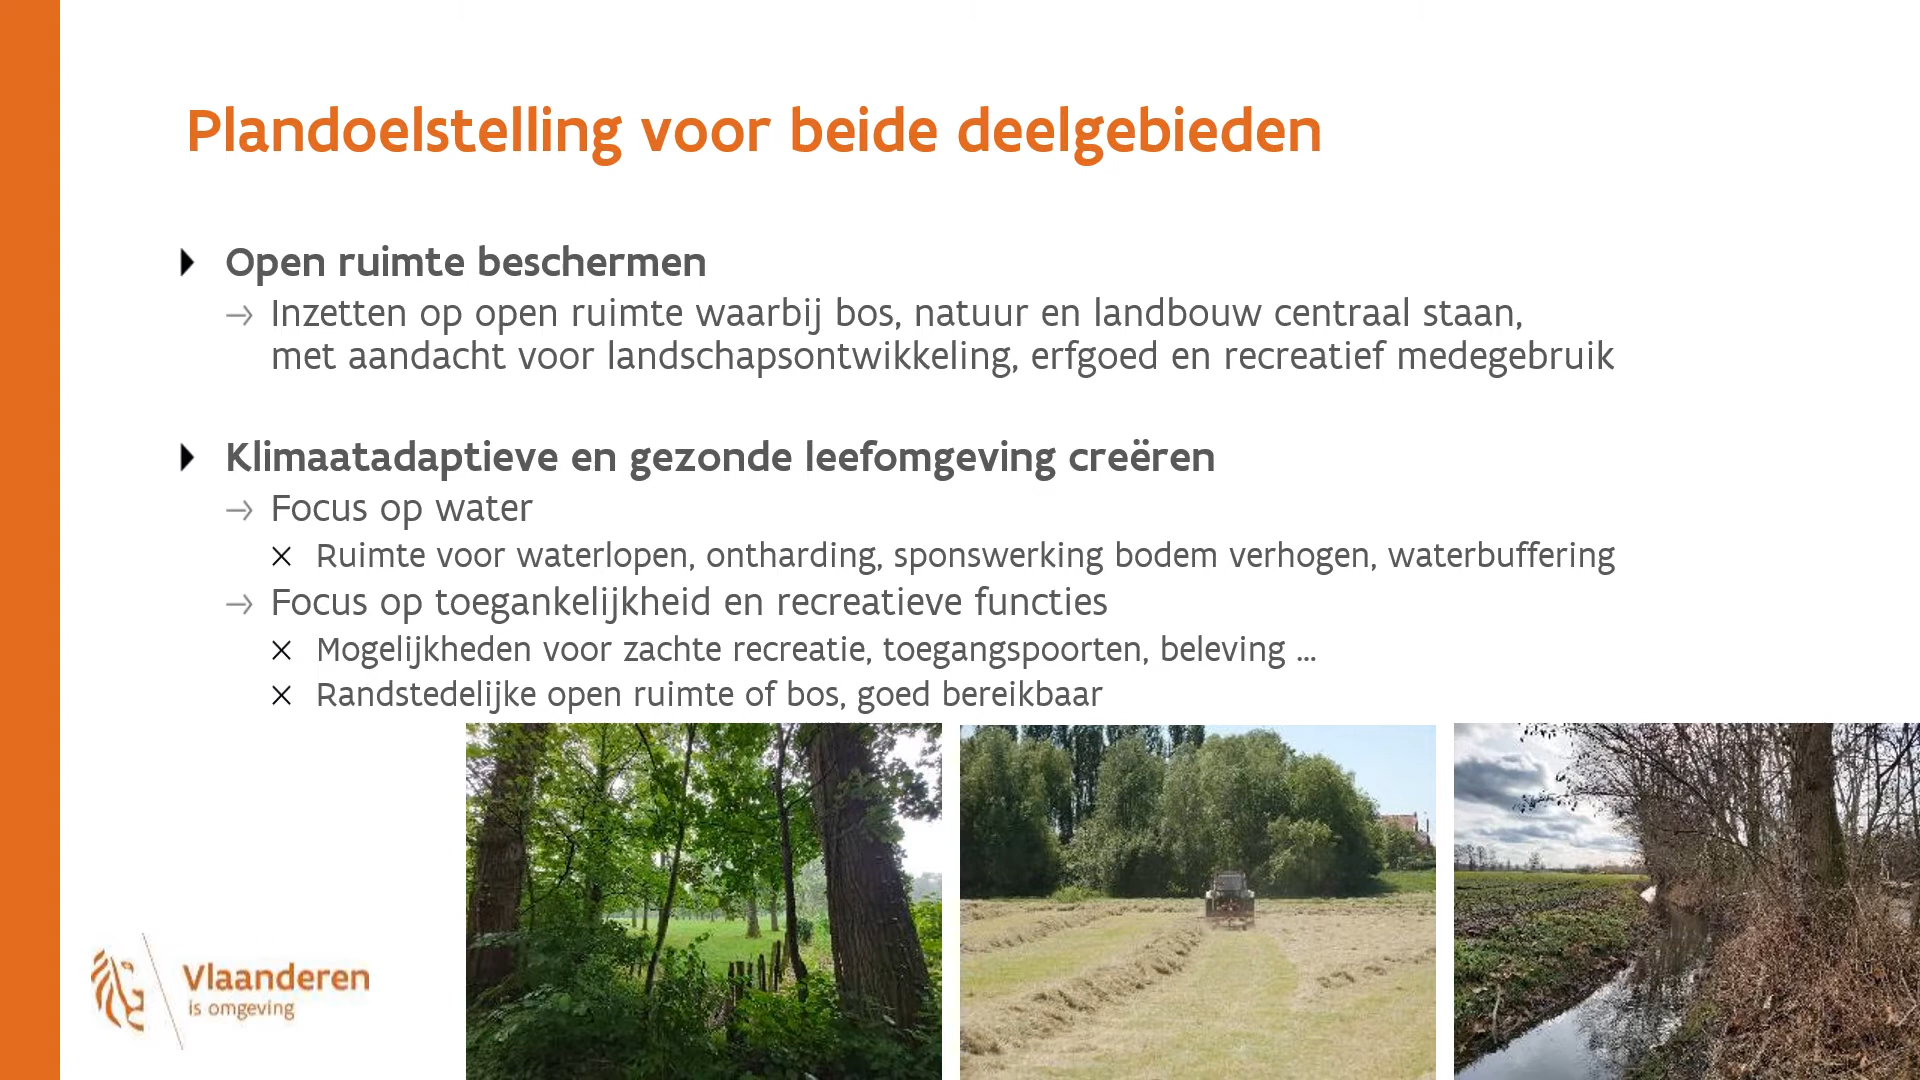 Plandoelstelling voor beide deelgebieden
Open ruimte beschermen
Inzetten op open ruimte waarbij bos, natuur en landbouw centraal staan,
met aandacht voor landschapsontwikkeling, erfgoed en recreatief medegebruik
Klimaatadaptieve en gezonde leefomgeving creëren
Focus op water
Ruimte voor waterlopen, ontharding, sponswerking bodem verhogen, waterbuffering
Focus op toegankelijkheid en recreatieve functies
Mogelijkheden voor zachte recreatie, toegangspoorten, beleving ...
Randstedelijke open ruimte of bos, goed bereikbaar
Vlaanderen
is omgeving